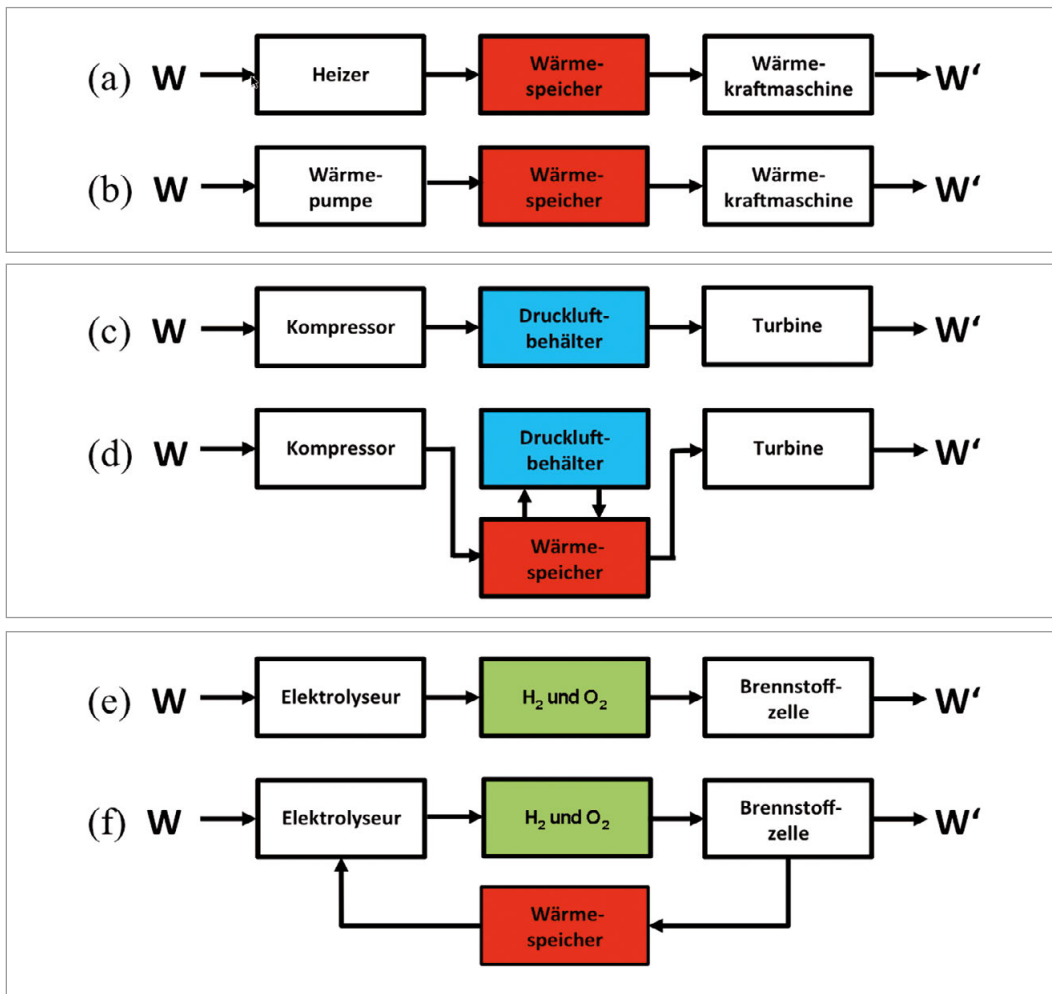 (a) W Heizer Wärme- Wärme- W‘
speicher kraftmaschine
(b) W Wärme- Wärme- Wärme- W‘
pumpe speicher kraftmaschine
(c) W Kompressor Druckluft- Turbine W‘
behälter
(d) W Kompressor Druckluft- Turbine W‘
behälter
Wärme-
speicher
(e) W Elektrolyseur H₂ und O₂ Brennstoff- W‘
zelle
(f) W Elektrolyseur H₂ und O₂ Brennstoff- W‘
zelle
Wärme-
speicher